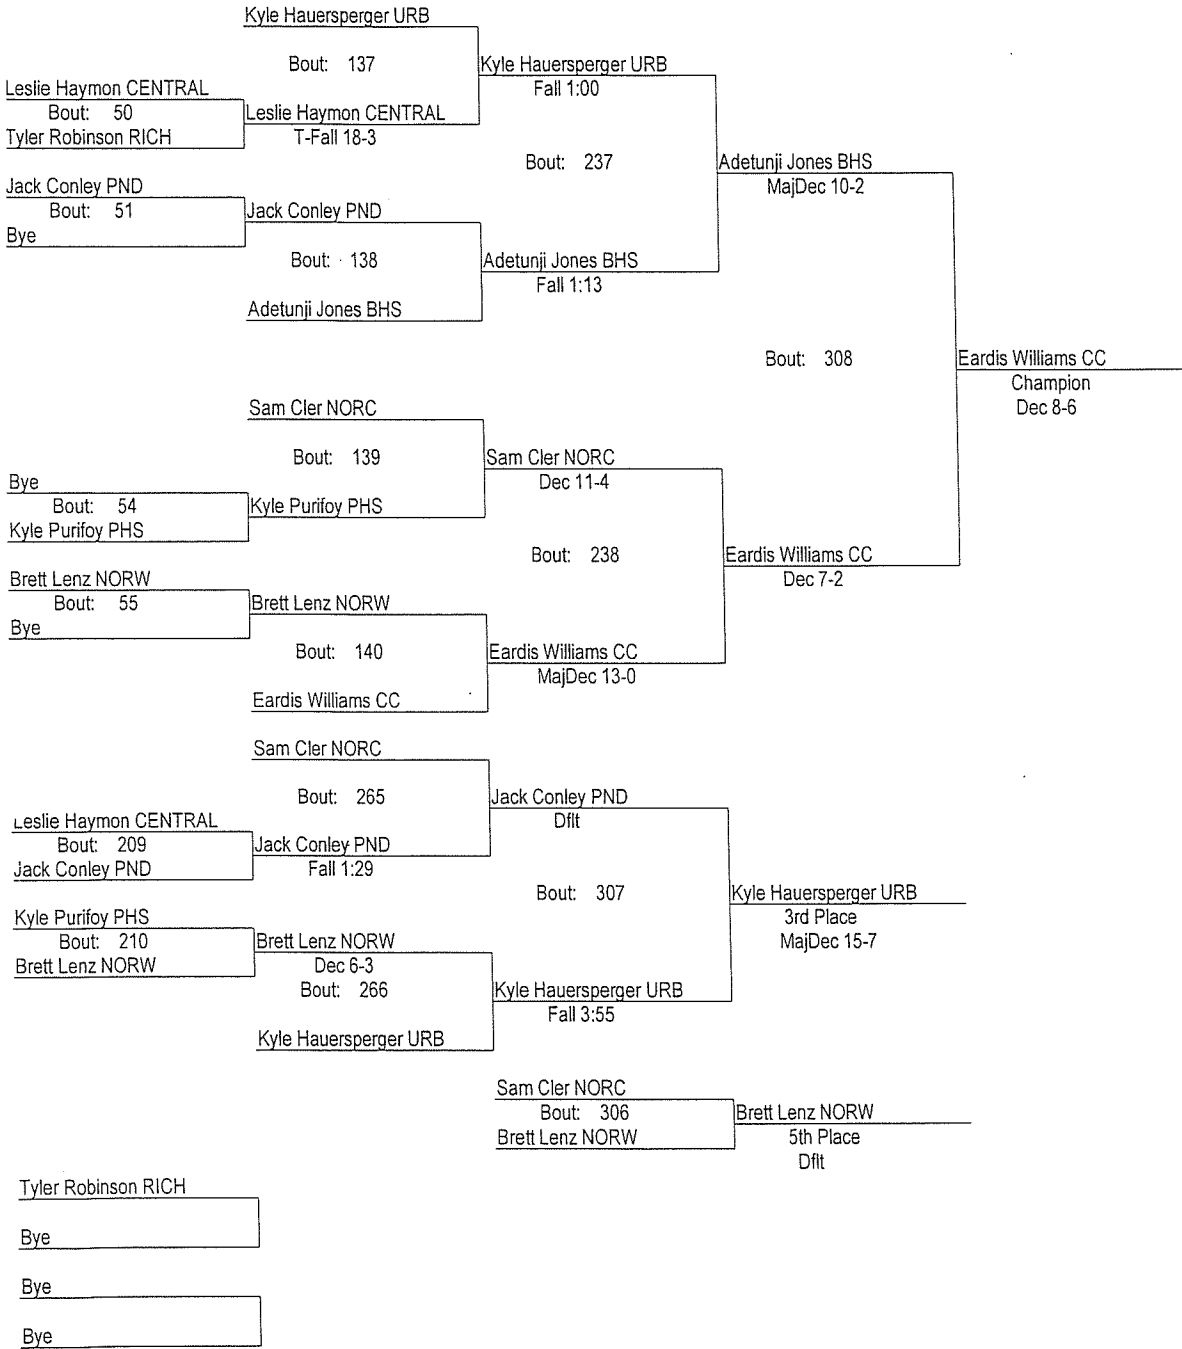 Kyle Hauersperger URB
Bout: 137
Kyle Hauersperger URB
Fall 1:00
Leslie Haymon CENTRAL
Bout: 50
Leslie Haymon CENTRAL
Tyler Robinson RICH
T-Fall 18-3
Bout: 237
Adetunji Jones BHS
MajDec 10-2
Jack Conley PND
Bout: 51
Jack Conley PND
Bye
Bout: 138
Adetunji Jones BHS
Fall 1:13
Adetunji Jones BHS
Bout: 308
Eardis Williams CC
Champion
Dec 8-6
Sam Cler NORC
Bout: 139
Sam Cler NORC
Dec 11-4
Bye
Bout: 54
Kyle Purifoy PHS
Kyle Purifoy PHS
Bout: 238
Eardis Williams CC
Dec 7-2
Brett Lenz NORW
Bout: 55
Brett Lenz NORW
Bye
Bout: 140
Eardis Williams CC
MajDec 13-0
Eardis Williams CC
Sam Cler NORC
Bout: 265
Jack Conley PND
Dflt
Leslie Haymon CENTRAL
Bout: 209
Jack Conley PND
Jack Conley PND
Fall 1:29
Bout: 307
Kyle Hauersperger URB
3rd Place
MajDec 15-7
Kyle Purifoy PHS
Bout: 210
Brett Lenz NORW
Brett Lenz NORW
Dec 6-3
Bout: 266
Kyle Hauersperger URB
Fall 3:55
Kyle Hauersperger URB
Sam Cler NORC
Bout: 306
Brett Lenz NORW
Brett Lenz NORW
5th Place
Dflt
Tyler Robinson RICH
Bye
Bye
Bye